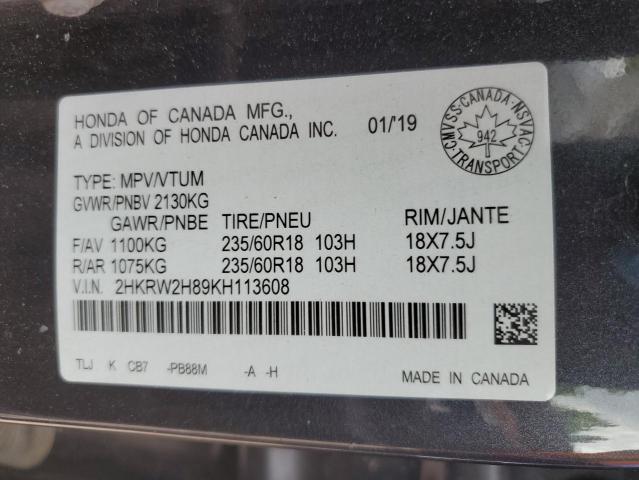 HONDA OF CANADA MFG.,
A DIVISION OF HONDA CANADA INC. 01/'19
CMVSS-CANADA-NSVAC
942
TRANSPORT
TYPE: MPV/VTUM
GVWR/PNBV 2130KG
GAWR/PNBE TIRE/PNEU RIM/JANTE
F/AV 1100KG 235/60R18 103H 18X7.5J
R/AR 1075KG 235/60R18 103H 18X7.5J
V.I.N. 2HKRW2H89KH113608
TLJ K CB7 -PB88M -A -H
MADE IN CANADA